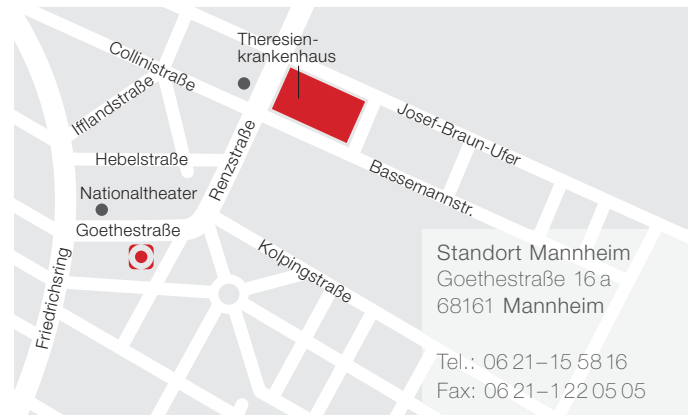 Theresien-
krankenhaus
Collinistraße
Ifflandstraße
Josef-Braun-Ufer
Hebelstraße
Renzstraße
Bassemannstr.
Nationaltheater
Goethestraße
Kolpingstraße
Friedrichsring
Standort Mannheim
Goethestraße 16 a
68161 Mannheim
Tel.: 06 21–15 58 16
Fax: 06 21–1 22 05 05